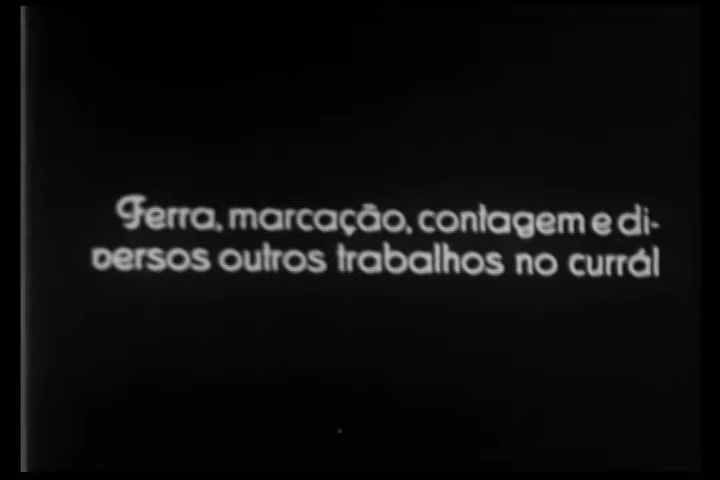 Ferra, marcação, contagem e di-
versos outros trabalhos no currál